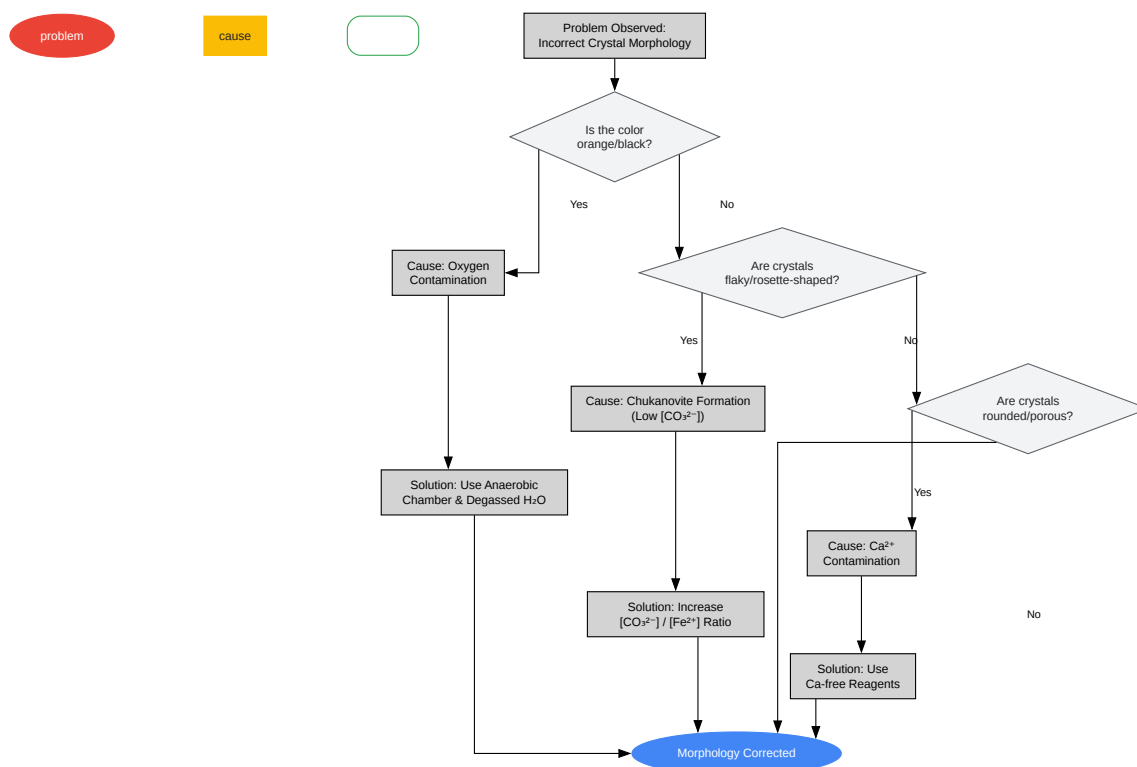 problem
cause
Problem Observed:
Incorrect Crystal Morphology
Is the color
orange/black?
Yes
No
Cause: Oxygen
Contamination
Are crystals
flaky/rosette-shaped?
Yes
No
Cause: Chukanovite Formation
(Low [CO₃²⁻])
Are crystals
rounded/porous?
Solution: Use Anaerobic
Chamber & Degassed H₂O
Yes
Cause: Ca²⁺
Contamination
Solution: Increase
[CO₃²⁻] / [Fe²⁺] Ratio
No
Solution: Use
Ca-free Reagents
Morphology Corrected